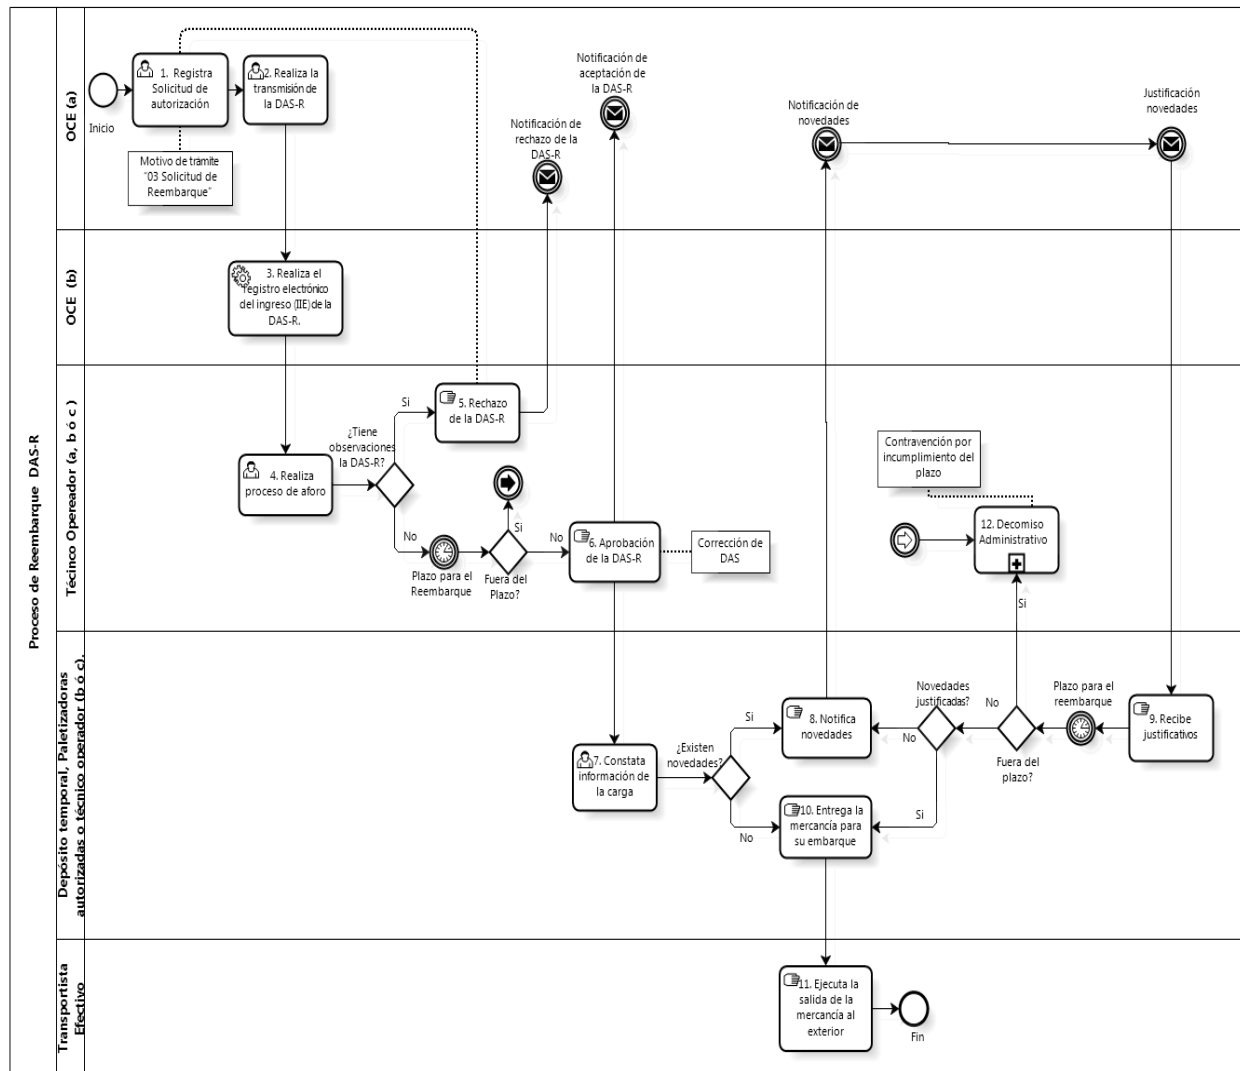 Proceso de Reembarque DAS-R
OCE (a)
Inicio
1. Registra
Solicitud de
autorización
2. Realiza la
transmisión de
la DAS-R
Motivo de trámite
"03 Solicitud de
Reembarque"
Notificación de
rechazo de la
DAS-R
Notificación de
aceptación de
la DAS-R
Notificación de
novedades
Justificación
novedades
OCE (b)
3. Realiza el
registro electrónico
del ingreso (IIE) de la
DAS-R.
Técinco Opereador (a, b ó c )
4. Realiza
proceso de aforo
¿Tiene
observaciones
la DAS-R?
Si
No
5. Rechazo
de la DAS-R
Plazo para el
Reembarque
Fuera del
Plazo?
Si
No
6. Aprobación
de la DAS-R
Corrección de
DAS
Contravención por
incumplimiento del
plazo
12. Decomiso
Administrativo
Si
Depósito temporal, Paletizadoras
autorizadas o técnico operador (b ó c).
7. Constata
información de
la carga
¿Existen
novedades?
Si
No
8. Notifica
novedades
Novedades
justificadas?
No
Si
No
Fuera del
plazo?
Plazo para el
reembarque
9. Recibe
justificativos
10. Entrega la
mercancía para
su embarque
Transportista
Efectivo
11. Ejecuta la
salida de la
mercancía al
exterior
Fin